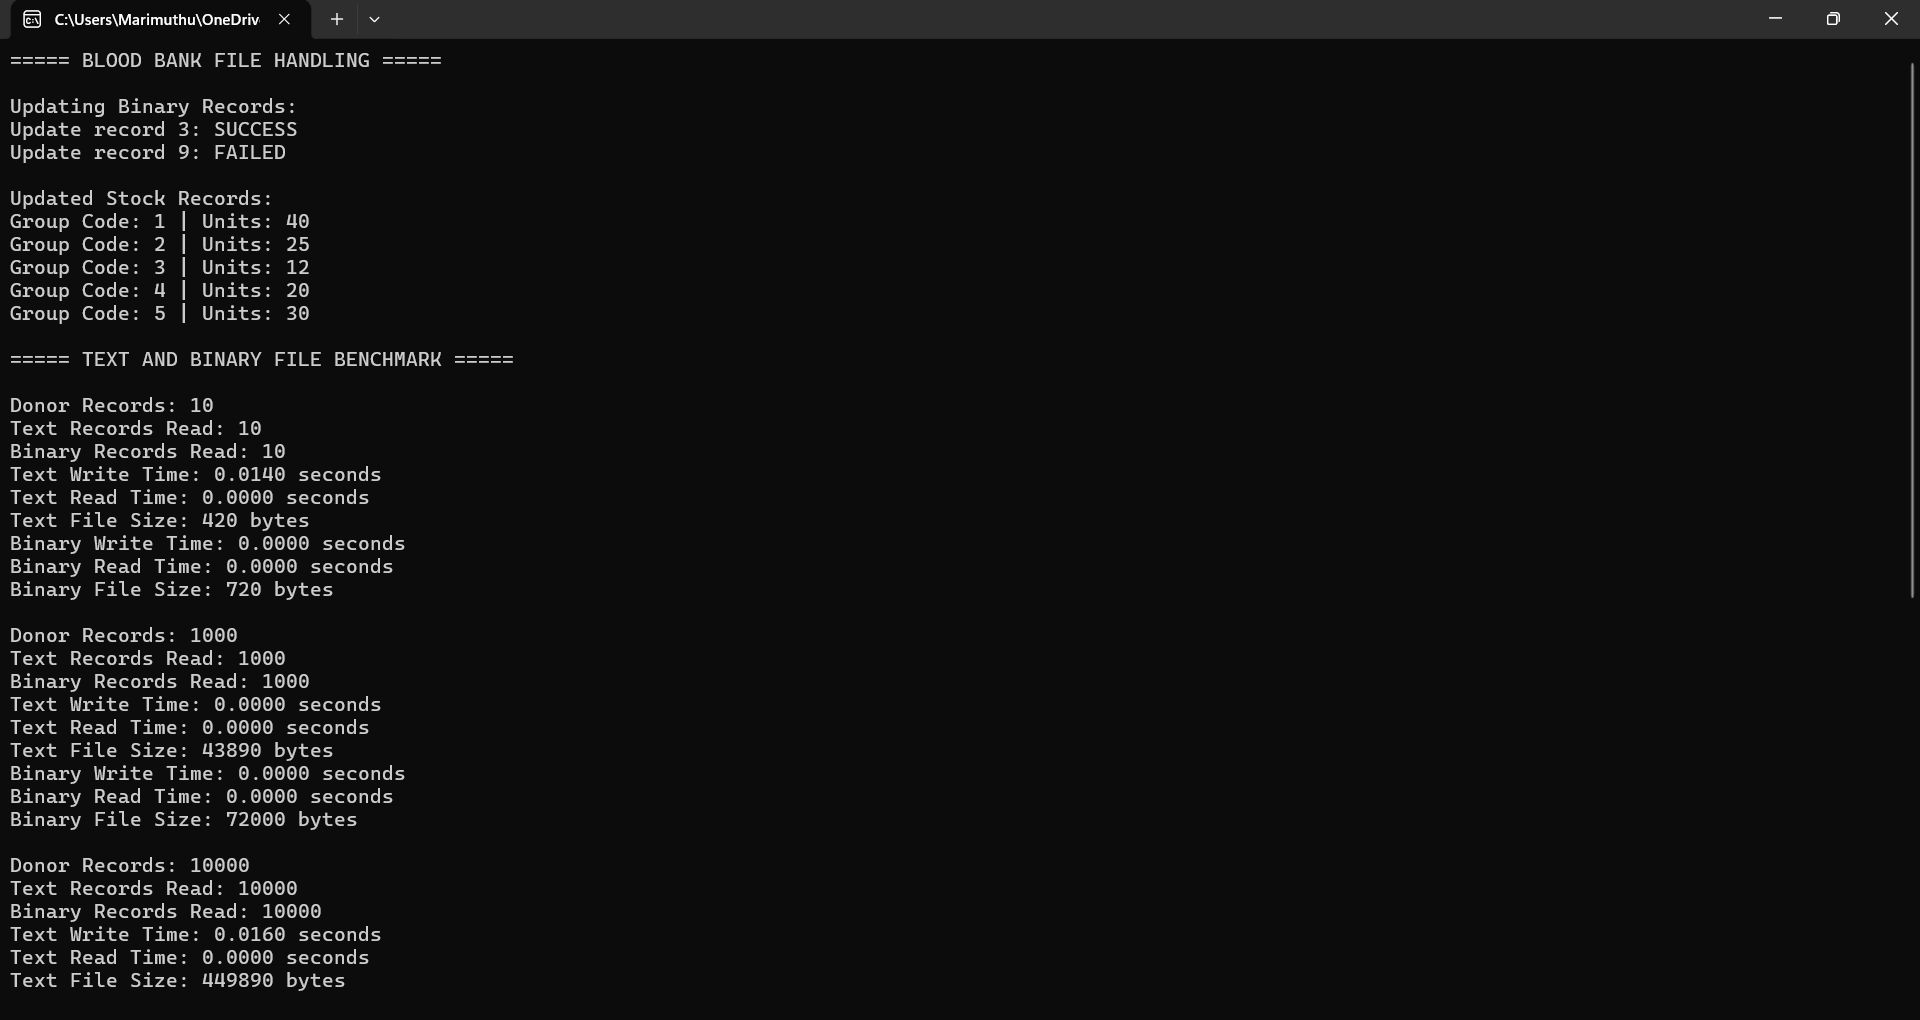 C:\Users\Marimuthu\OneDriv
===== BLOOD BANK FILE HANDLING =====
Updating Binary Records:
Update record 3: SUCCESS
Update record 9: FAILED
Updated Stock Records:
Group Code: 1 | Units: 40
Group Code: 2 | Units: 25
Group Code: 3 | Units: 12
Group Code: 4 | Units: 20
Group Code: 5 | Units: 30
===== TEXT AND BINARY FILE BENCHMARK =====
Donor Records: 10
Text Records Read: 10
Binary Records Read: 10
Text Write Time: 0.0140 seconds
Text Read Time: 0.0000 seconds
Text File Size: 420 bytes
Binary Write Time: 0.0000 seconds
Binary Read Time: 0.0000 seconds
Binary File Size: 720 bytes
Donor Records: 1000
Text Records Read: 1000
Binary Records Read: 1000
Text Write Time: 0.0000 seconds
Text Read Time: 0.0000 seconds
Text File Size: 43890 bytes
Binary Write Time: 0.0000 seconds
Binary Read Time: 0.0000 seconds
Binary File Size: 72000 bytes
Donor Records: 10000
Text Records Read: 10000
Binary Records Read: 10000
Text Write Time: 0.0160 seconds
Text Read Time: 0.0000 seconds
Text File Size: 449890 bytes